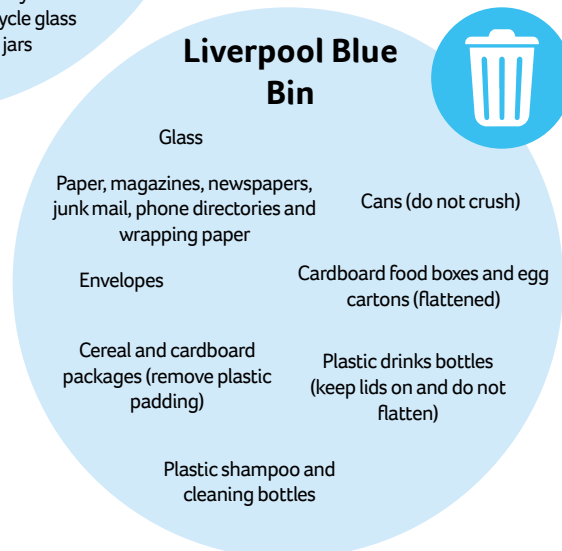 ycle glass
jars
Liverpool Blue
Bin
Glass
Paper, magazines, newspapers,
junk mail, phone directories and
wrapping paper
Cans (do not crush)
Envelopes
Cardboard food boxes and egg
cartons (flattened)
Cereal and cardboard
packages (remove plastic
padding)
Plastic drinks bottles
(keep lids on and do not
flatten)
Plastic shampoo and
cleaning bottles